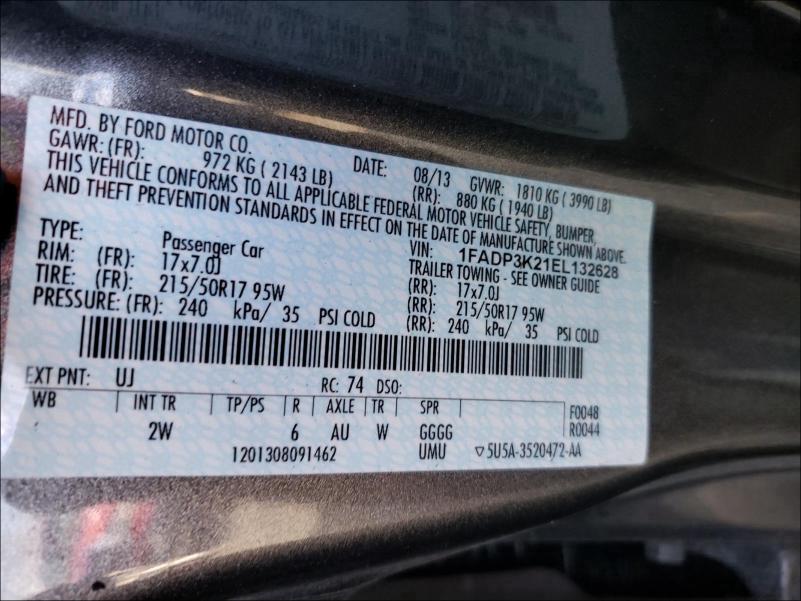 MFD. BY FORD MOTOR CO. DATE: 08/13 GVWR: 1810 KG ( 3990 LB)
GAWR: (FR): 972 KG ( 2143 LB) (RR): 880 KG ( 1940 LB)
THIS VEHICLE CONFORMS TO ALL APPLICABLE FEDERAL MOTOR VEHICLE SAFETY, BUMPER,
AND THEFT PREVENTION STANDARDS IN EFFECT ON THE DATE OF MANUFACTURE SHOWN ABOVE.
VIN: 1FADP3K21EL132628
TYPE: Passenger Car TRAILER TOWING - SEE OWNER GUIDE
RIM: (FR): 17x7.0J (RR): 17x7.0J
TIRE: (FR): 215/50R17 95W (RR): 215/50R17 95W
PRESSURE: (FR): 240 kPa/ 35 PSI COLD (RR): 240 kPa/ 35 PSI COLD
EXT PNT: UJ RC: 74 DSO:
WB INT TR TP/PS R AXLE TR SPR F0048
2W 6 AU W GGGG R0044
1201308091462 UMU ▽5U5A-3520472-AA